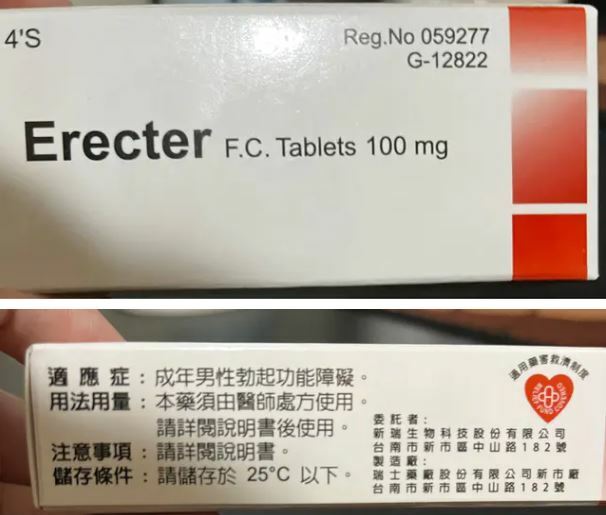 4'S
Reg.No 059277
G-12822
Erecter F.C. Tablets 100 mg
適應症：成年男性勃起功能障礙。
用法用量：本藥須由醫師處方使用。
請詳閱說明書後使用。
注意事項：請詳閱說明書。
儲存條件：請儲存於 25°C 以下。
適用藥害救濟制度
委託者：
新瑞生物科技股份有限公司
台南市新市區中山路182號
製造廠：
瑞士藥廠股份有限公司新市廠
台南市新市區中山路182號